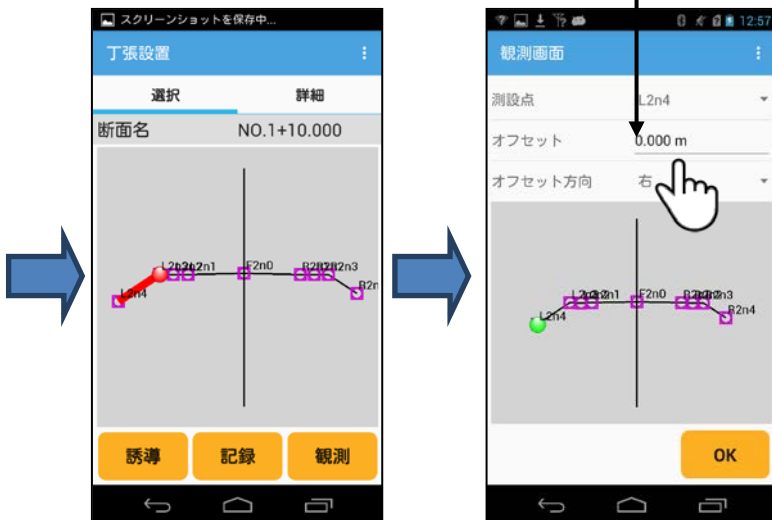 スクリーンショットを保存中...
丁張設置
選択 詳細
断面名 NO.1+10.000
L2n1 F2n0 R2n3
L2n4
誘導 記録 観測
12:57
観測画面
測設点 L2n4
オフセット 0.000 m
オフセット方向 右
F2n0
L2n4 R2n4
OK